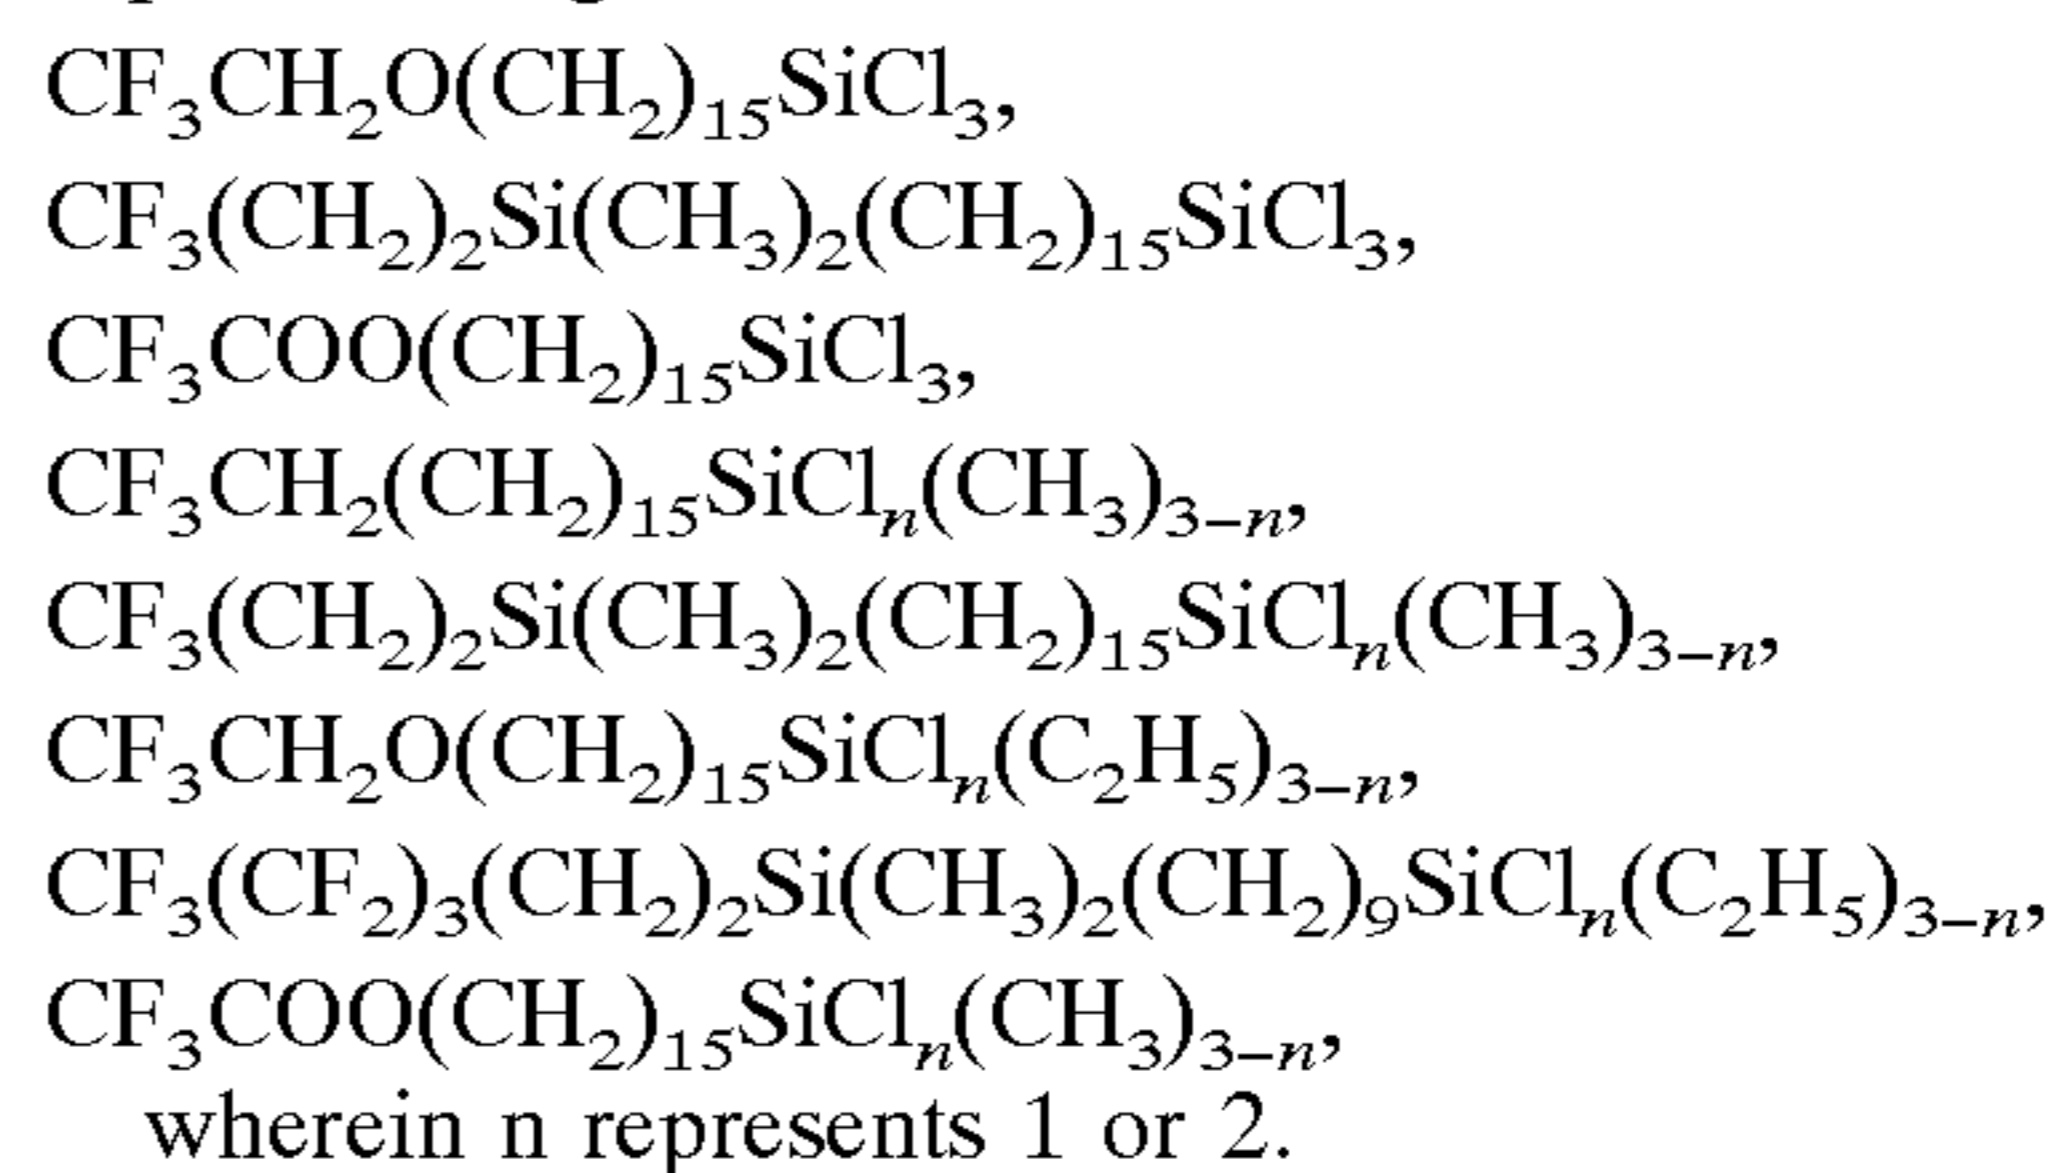 CF₃CH₂O(CH₂)₁₅SiCl₃,
CF₃(CH₂)₂Si(CH₃)₂(CH₂)₁₅SiCl₃,
CF₃COO(CH₂)₁₅SiCl₃,
CF₃CH₂(CH₂)₁₅SiClₙ(CH₃)₃₋ₙ,
CF₃(CH₂)₂Si(CH₃)₂(CH₂)₁₅SiClₙ(CH₃)₃₋ₙ,
CF₃CH₂O(CH₂)₁₅SiClₙ(C₂H₅)₃₋ₙ,
CF₃(CF₂)₃(CH₂)₂Si(CH₃)₂(CH₂)₉SiClₙ(C₂H₅)₃₋ₙ,
CF₃COO(CH₂)₁₅SiClₙ(CH₃)₃₋ₙ,
wherein n represents 1 or 2.